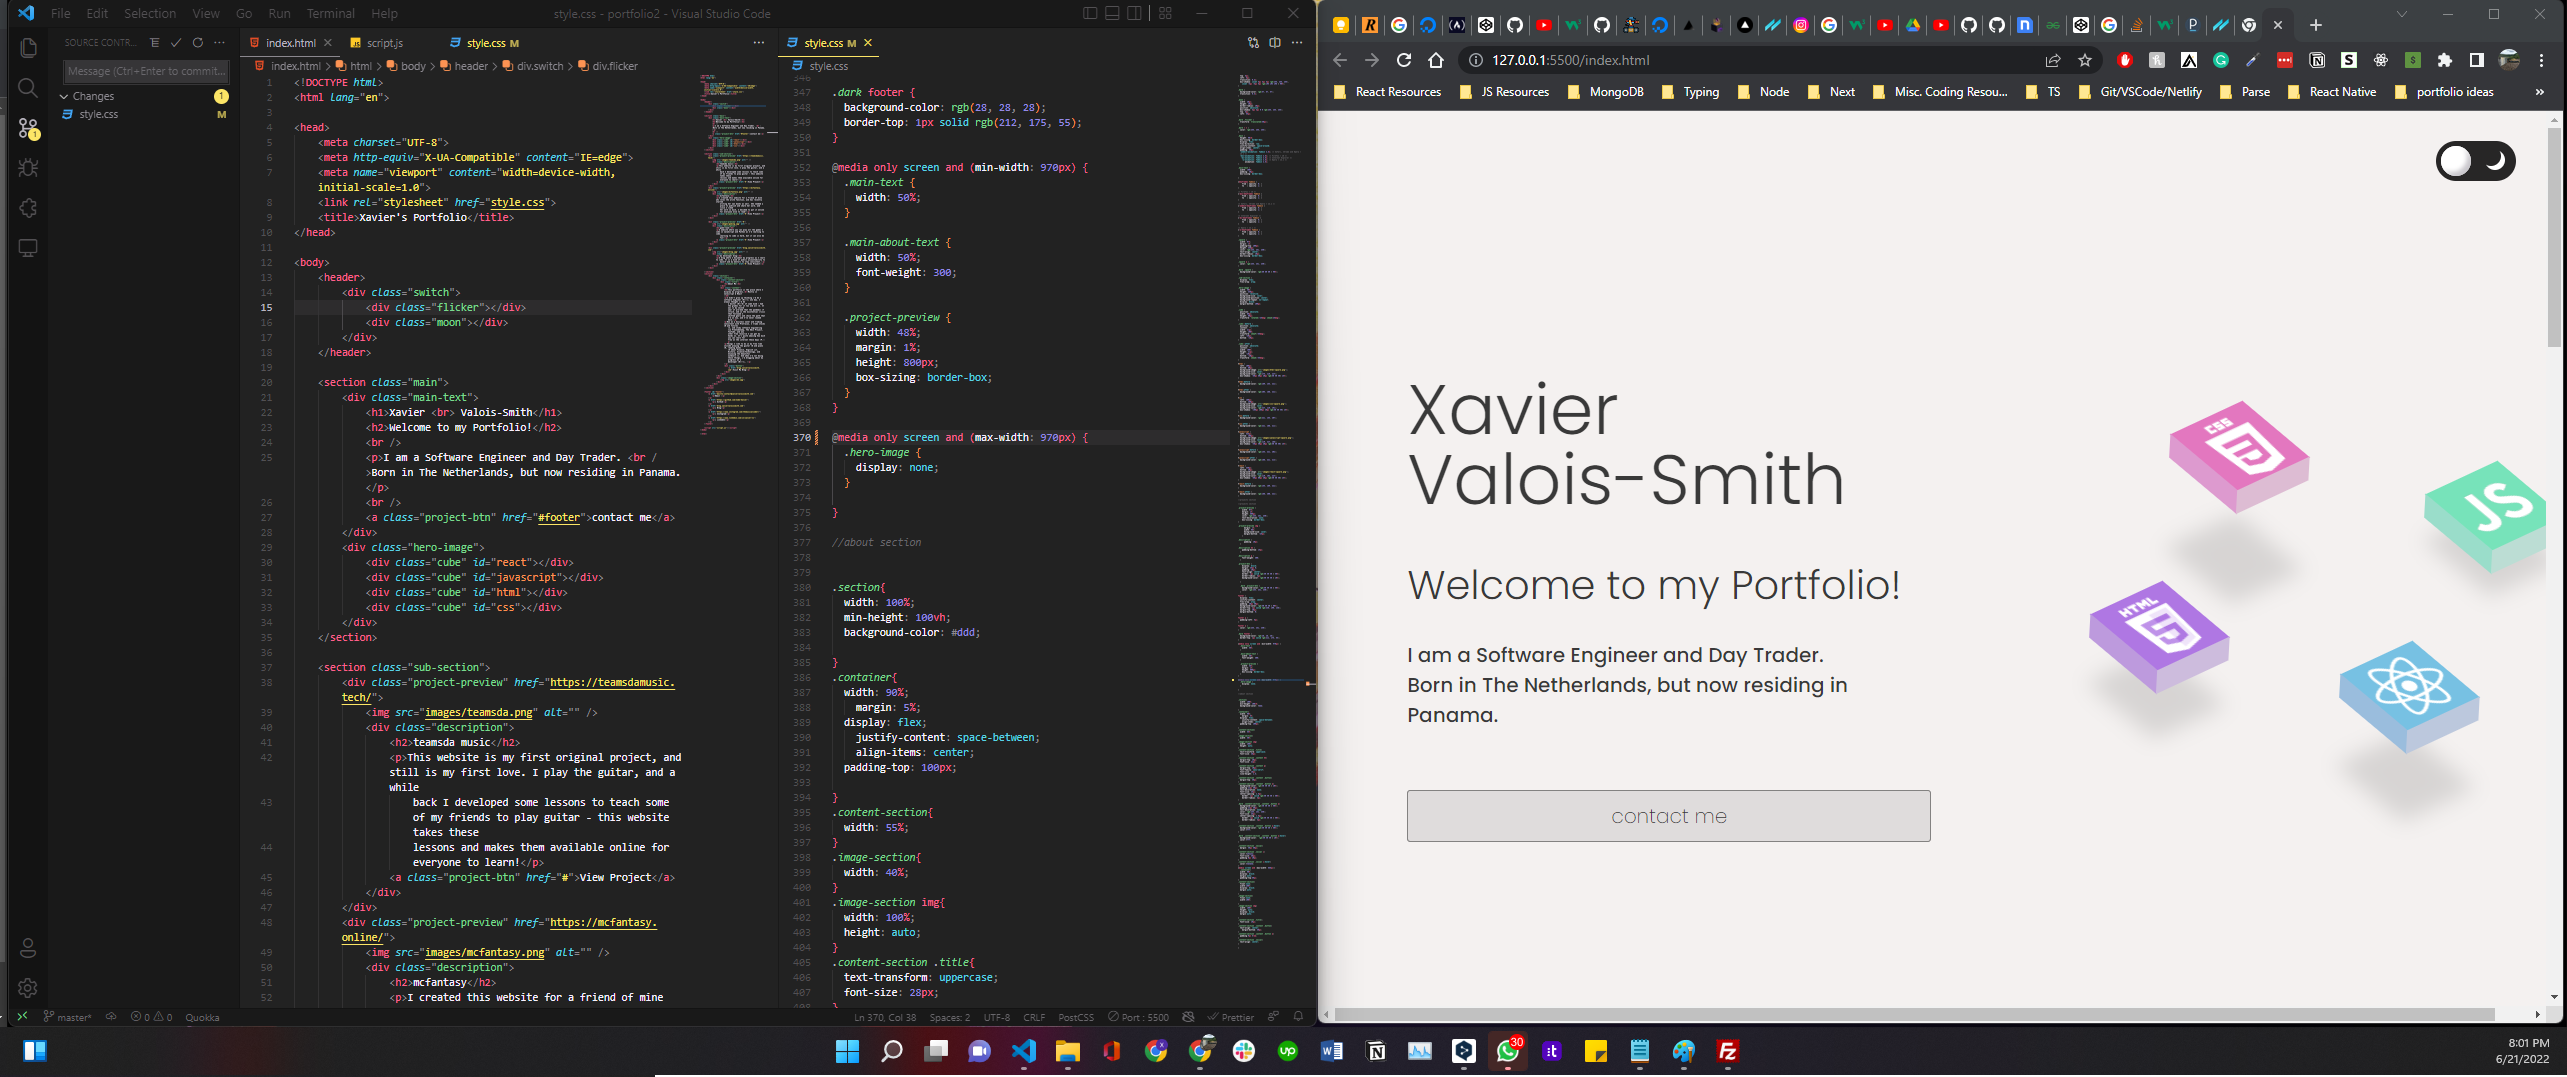 File Edit Selection View Go Run Terminal Help
style.css - portfolio2 - Visual Studio Code
SOURCE CONTR...
Message (Ctrl+Enter to commit...
Changes 1
style.css M
index.html
script.js
style.css M
index.html > html > body > header > div.switch > div.flicker
1 <!DOCTYPE html>
2 <html lang="en">
3
4 <head>
5 <meta charset="UTF-8">
6 <meta http-equiv="X-UA-Compatible" content="IE=edge">
7 <meta name="viewport" content="width=device-width,
initial-scale=1.0">
8 <link rel="stylesheet" href="style.css">
9 <title>Xavier's Portfolio</title>
10 </head>
11
12 <body>
13 <header>
14 <div class="switch">
15 <div class="flicker"></div>
16 <div class="moon"></div>
17 </div>
18 </header>
19
20 <section class="main">
21 <div class="main-text">
22 <h1>Xavier <br> Valois-Smith</h1>
23 <h2>Welcome to my Portfolio!</h2>
24 <br />
25 <p>I am a Software Engineer and Day Trader. <br /
>Born in The Netherlands, but now residing in Panama.
</p>
26 <br />
27 <a class="project-btn" href="#footer">contact me</a>
28 </div>
29 <div class="hero-image">
30 <div class="cube" id="react"></div>
31 <div class="cube" id="javascript"></div>
32 <div class="cube" id="html"></div>
33 <div class="cube" id="css"></div>
34 </div>
35 </section>
36
37 <section class="sub-section">
38 <div class="project-preview" href="https://teamsdamusic.
tech/">
39 <img src="images/teamsda.png" alt="" />
40 <div class="description">
41 <h2>teamsda music</h2>
42 <p>This website is my first original project, and
still is my first love. I play the guitar, and a
while
43 back I developed some lessons to teach some
of my friends to play guitar - this website
takes these
44 lessons and makes them available online for
everyone to learn!</p>
45 <a class="project-btn" href="#">View Project</a>
46 </div>
47 </div>
48 <div class="project-preview" href="https://mcfantasy.
online/">
49 <img src="images/mcfantasy.png" alt="" />
50 <div class="description">
51 <h2>mcfantasy</h2>
52 <p>I created this website for a friend of mine
style.css M
style.css
346
347 .dark footer {
348 background-color: rgb(28, 28, 28);
349 border-top: 1px solid rgb(212, 175, 55);
350 }
351
352 @media only screen and (min-width: 970px) {
353 .main-text {
354 width: 50%;
355 }
356
357 .main-about-text {
358 width: 50%;
359 font-weight: 300;
360 }
361
362 .project-preview {
363 width: 48%;
364 margin: 1%;
365 height: 800px;
366 box-sizing: border-box;
367 }
368 }
369
370 @media only screen and (max-width: 970px) {
371 .hero-image {
372 display: none;
373 }
374
375 }
376
377 //about section
378
379
380 .section{
381 width: 100%;
382 min-height: 100vh;
383 background-color: #ddd;
384
385 }
386 .container{
387 width: 90%;
388 margin: 5%;
389 display: flex;
390 justify-content: space-between;
391 align-items: center;
392 padding-top: 100px;
393
394 }
395 .content-section{
396 width: 55%;
397 }
398 .image-section{
399 width: 40%;
400 }
401 .image-section img{
402 width: 100%;
403 height: auto;
404 }
405 .content-section .title{
406 text-transform: uppercase;
407 font-size: 28px;
408 }
master* 0 0 Quokka
Ln 370, Col 38 Spaces: 2 UTF-8 CRLF PostCSS Port : 5500 Prettier
127.0.0.1:5500/index.html
React Resources JS Resources MongoDB Typing Node Next Misc. Coding Resou... TS Git/VSCode/Netlify Parse React Native portfolio ideas »
Xavier
Valois-Smith
Welcome to my Portfolio!
I am a Software Engineer and Day Trader.
Born in The Netherlands, but now residing in
Panama.
contact me
CSS
JS
HTML
30
8:01 PM
6/21/2022